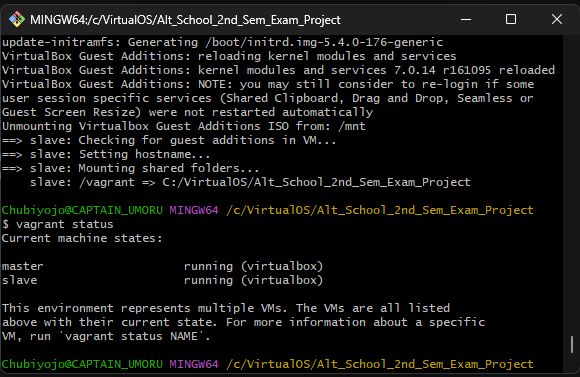 MINGW64:/c/VirtualOS/Alt_School_2nd_Sem_Exam_Project
update-initramfs: Generating /boot/initrd.img-5.4.0-176-generic
VirtualBox Guest Additions: reloading kernel modules and services
VirtualBox Guest Additions: kernel modules and services 7.0.14 r161095 reloaded
VirtualBox Guest Additions: NOTE: you may still consider to re-login if some
user session specific services (Shared Clipboard, Drag and Drop, Seamless or
Guest Screen Resize) were not restarted automatically
Unmounting Virtualbox Guest Additions ISO from: /mnt
==> slave: Checking for guest additions in VM...
==> slave: Setting hostname...
==> slave: Mounting shared folders...
slave: /vagrant => C:/VirtualOS/Alt_School_2nd_Sem_Exam_Project
Chubiyojo@CAPTAIN_UMORU MINGW64 /c/VirtualOS/Alt_School_2nd_Sem_Exam_Project
$ vagrant status
Current machine states:
master running (virtualbox)
slave running (virtualbox)
This environment represents multiple VMs. The VMs are all listed
above with their current state. For more information about a specific
VM, run `vagrant status NAME`.
Chubiyojo@CAPTAIN_UMORU MINGW64 /c/VirtualOS/Alt_School_2nd_Sem_Exam_Project